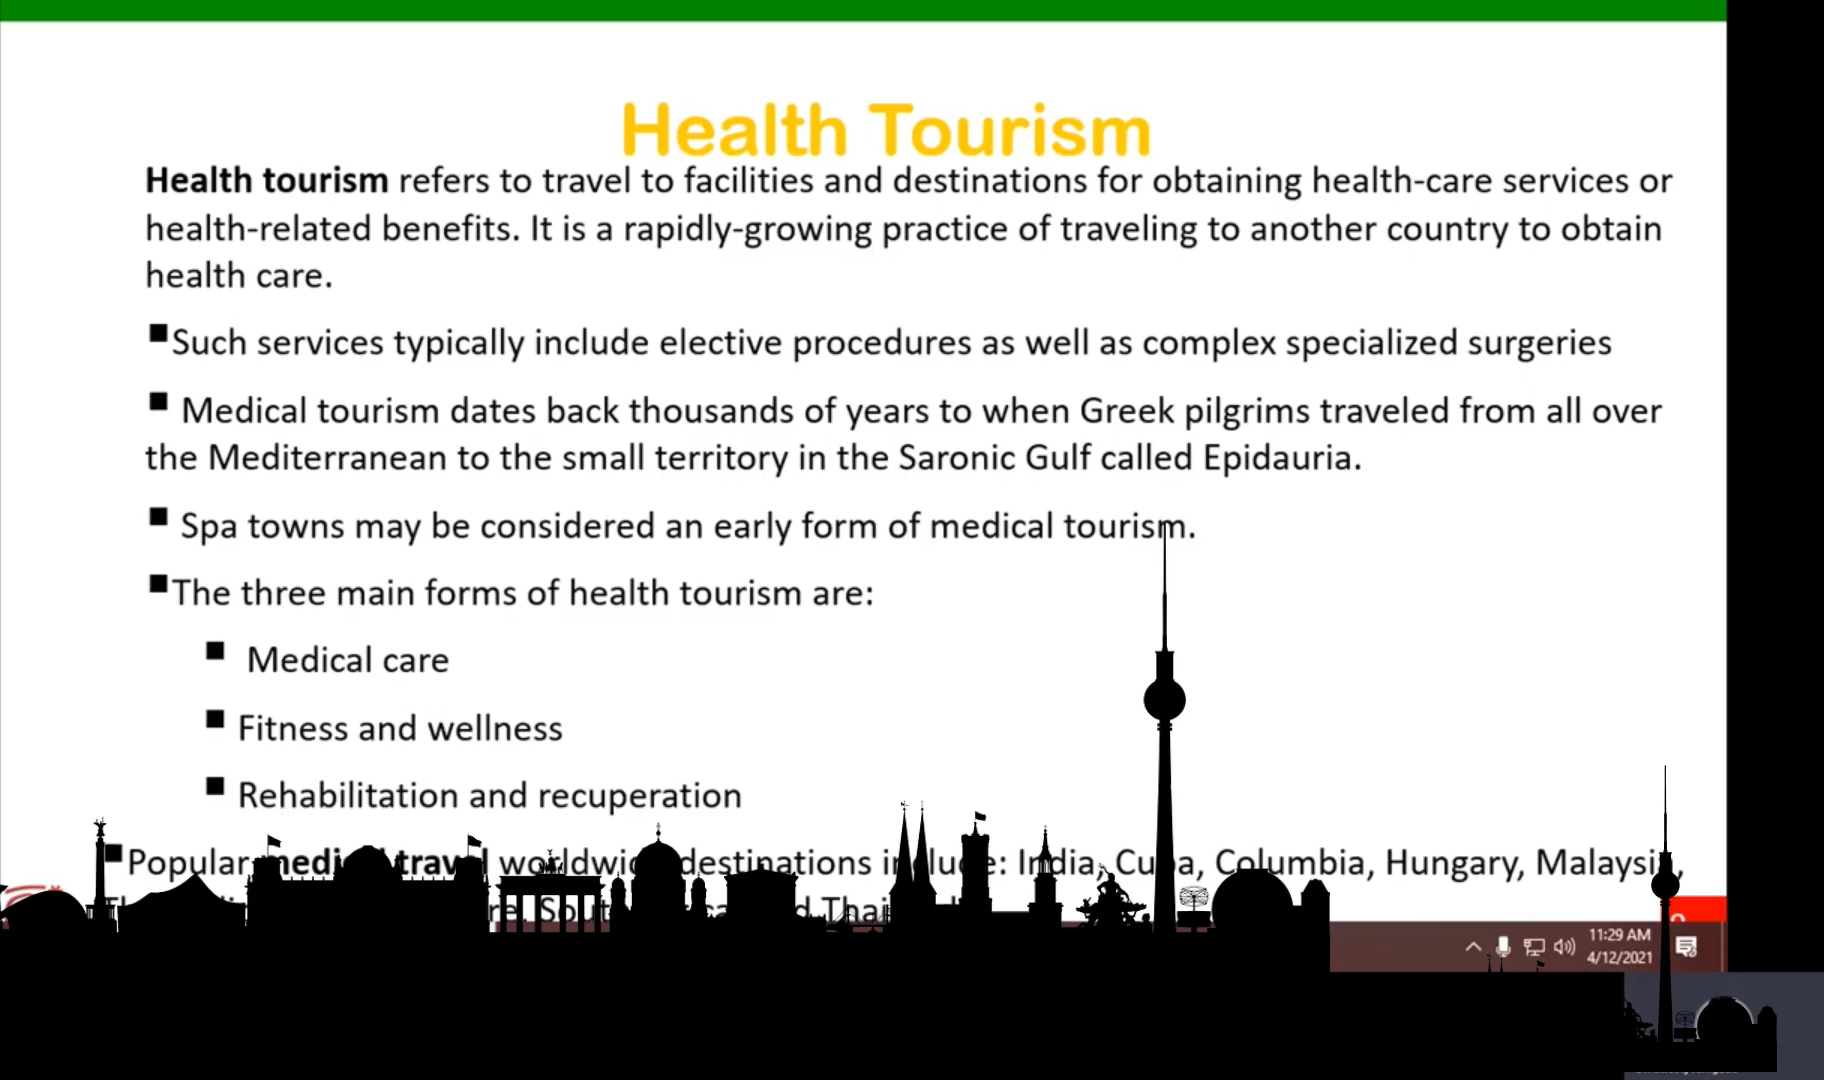 Health Tourism
Health tourism refers to travel to facilities and destinations for obtaining health-care services or
health-related benefits. It is a rapidly-growing practice of traveling to another country to obtain
health care.
Such services typically include elective procedures as well as complex specialized surgeries
Medical tourism dates back thousands of years to when Greek pilgrims traveled from all over
the Mediterranean to the small territory in the Saronic Gulf called Epidauria.
Spa towns may be considered an early form of medical tourism.
The three main forms of health tourism are:
Medical care
Fitness and wellness
Rehabilitation and recuperation
Popular medical travel worldwide destinations include: India, Cuba, Columbia, Hungary, Malaysia,
11:29 AM
4/12/2021